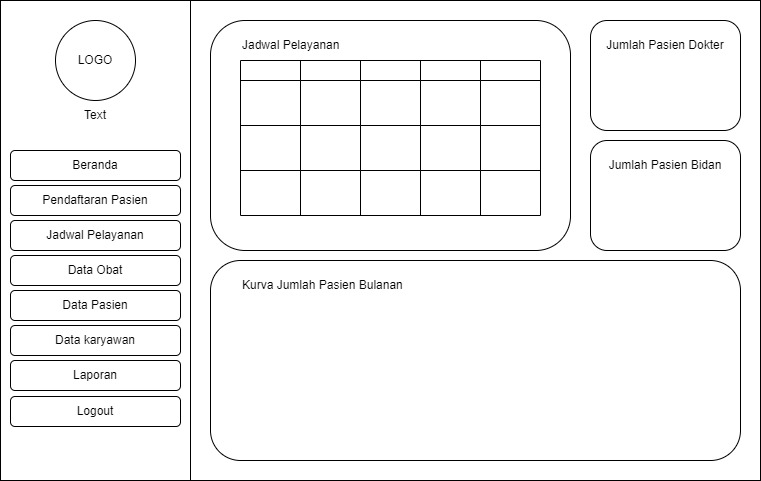 LOGO
Text
Beranda
Pendaftaran Pasien
Jadwal Pelayanan
Data Obat
Data Pasien
Data karyawan
Laporan
Logout
Jadwal Pelayanan
Jumlah Pasien Dokter
Jumlah Pasien Bidan
Kurva Jumlah Pasien Bulanan